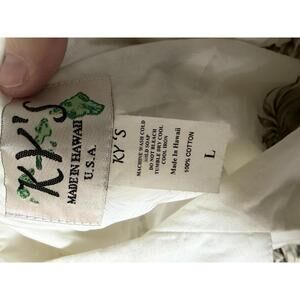 KY'S
MADE IN HAWAII
U.S.A.
KY'S
MACHINE WASH COLD
COLD SOAP
DO NOT BLEACH
TUMBLE DRY COOL
COOL IRON
Made In Hawaii
100% COTTON
L